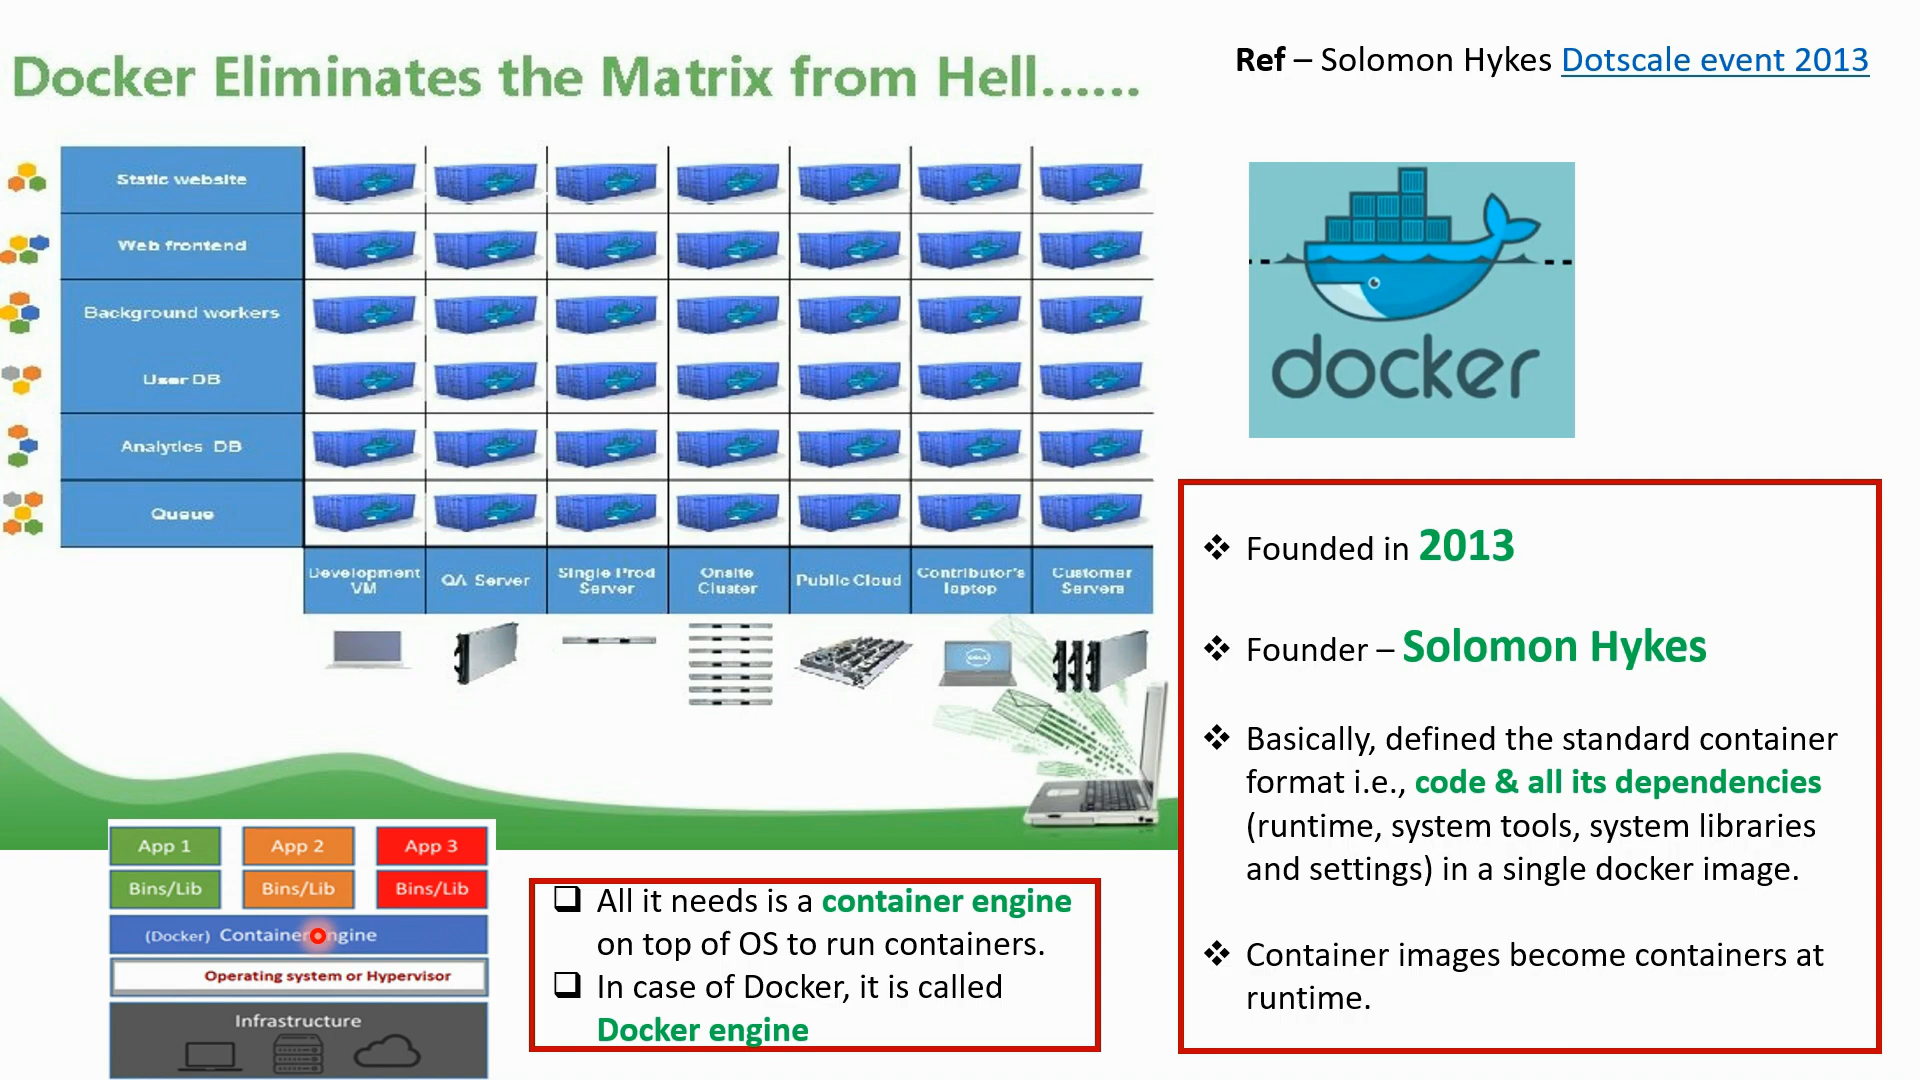 Docker Eliminates the Matrix from Hell......
Ref – Solomon Hykes Dotscale event 2013
Static website
Web frontend
Background workers
User DB
Analytics DB
Queue
Development VM
QA Server
Single Prod Server
Onsite Cluster
Public Cloud
Contributor's laptop
Customer Servers
DELL
docker
Founded in 2013
Founder – Solomon Hykes
Basically, defined the standard container
format i.e., code & all its dependencies
(runtime, system tools, system libraries
and settings) in a single docker image.
Container images become containers at
runtime.
App 1
App 2
App 3
Bins/Lib
Bins/Lib
Bins/Lib
(Docker) Container Engine
Operating system or Hypervisor
Infrastructure
All it needs is a container engine
on top of OS to run containers.
In case of Docker, it is called
Docker engine